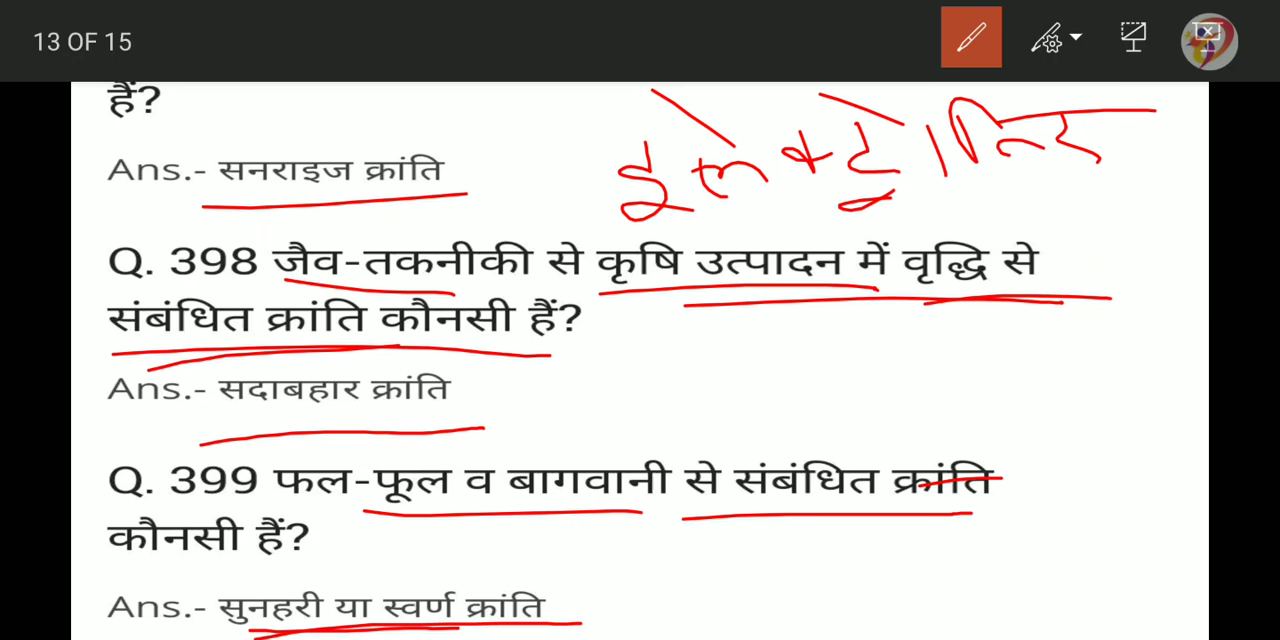 13 OF 15
हैं?
Ans.- सनराइज क्रांति
Q. 398 जैव-तकनीकी से कृषि उत्पादन में वृद्धि से
संबंधित क्रांति कौनसी हैं?
Ans.- सदाबहार क्रांति
Q. 399 फल-फूल व बागवानी से संबंधित क्रांति
कौनसी हैं?
Ans.- सुनहरी या स्वर्ण क्रांति